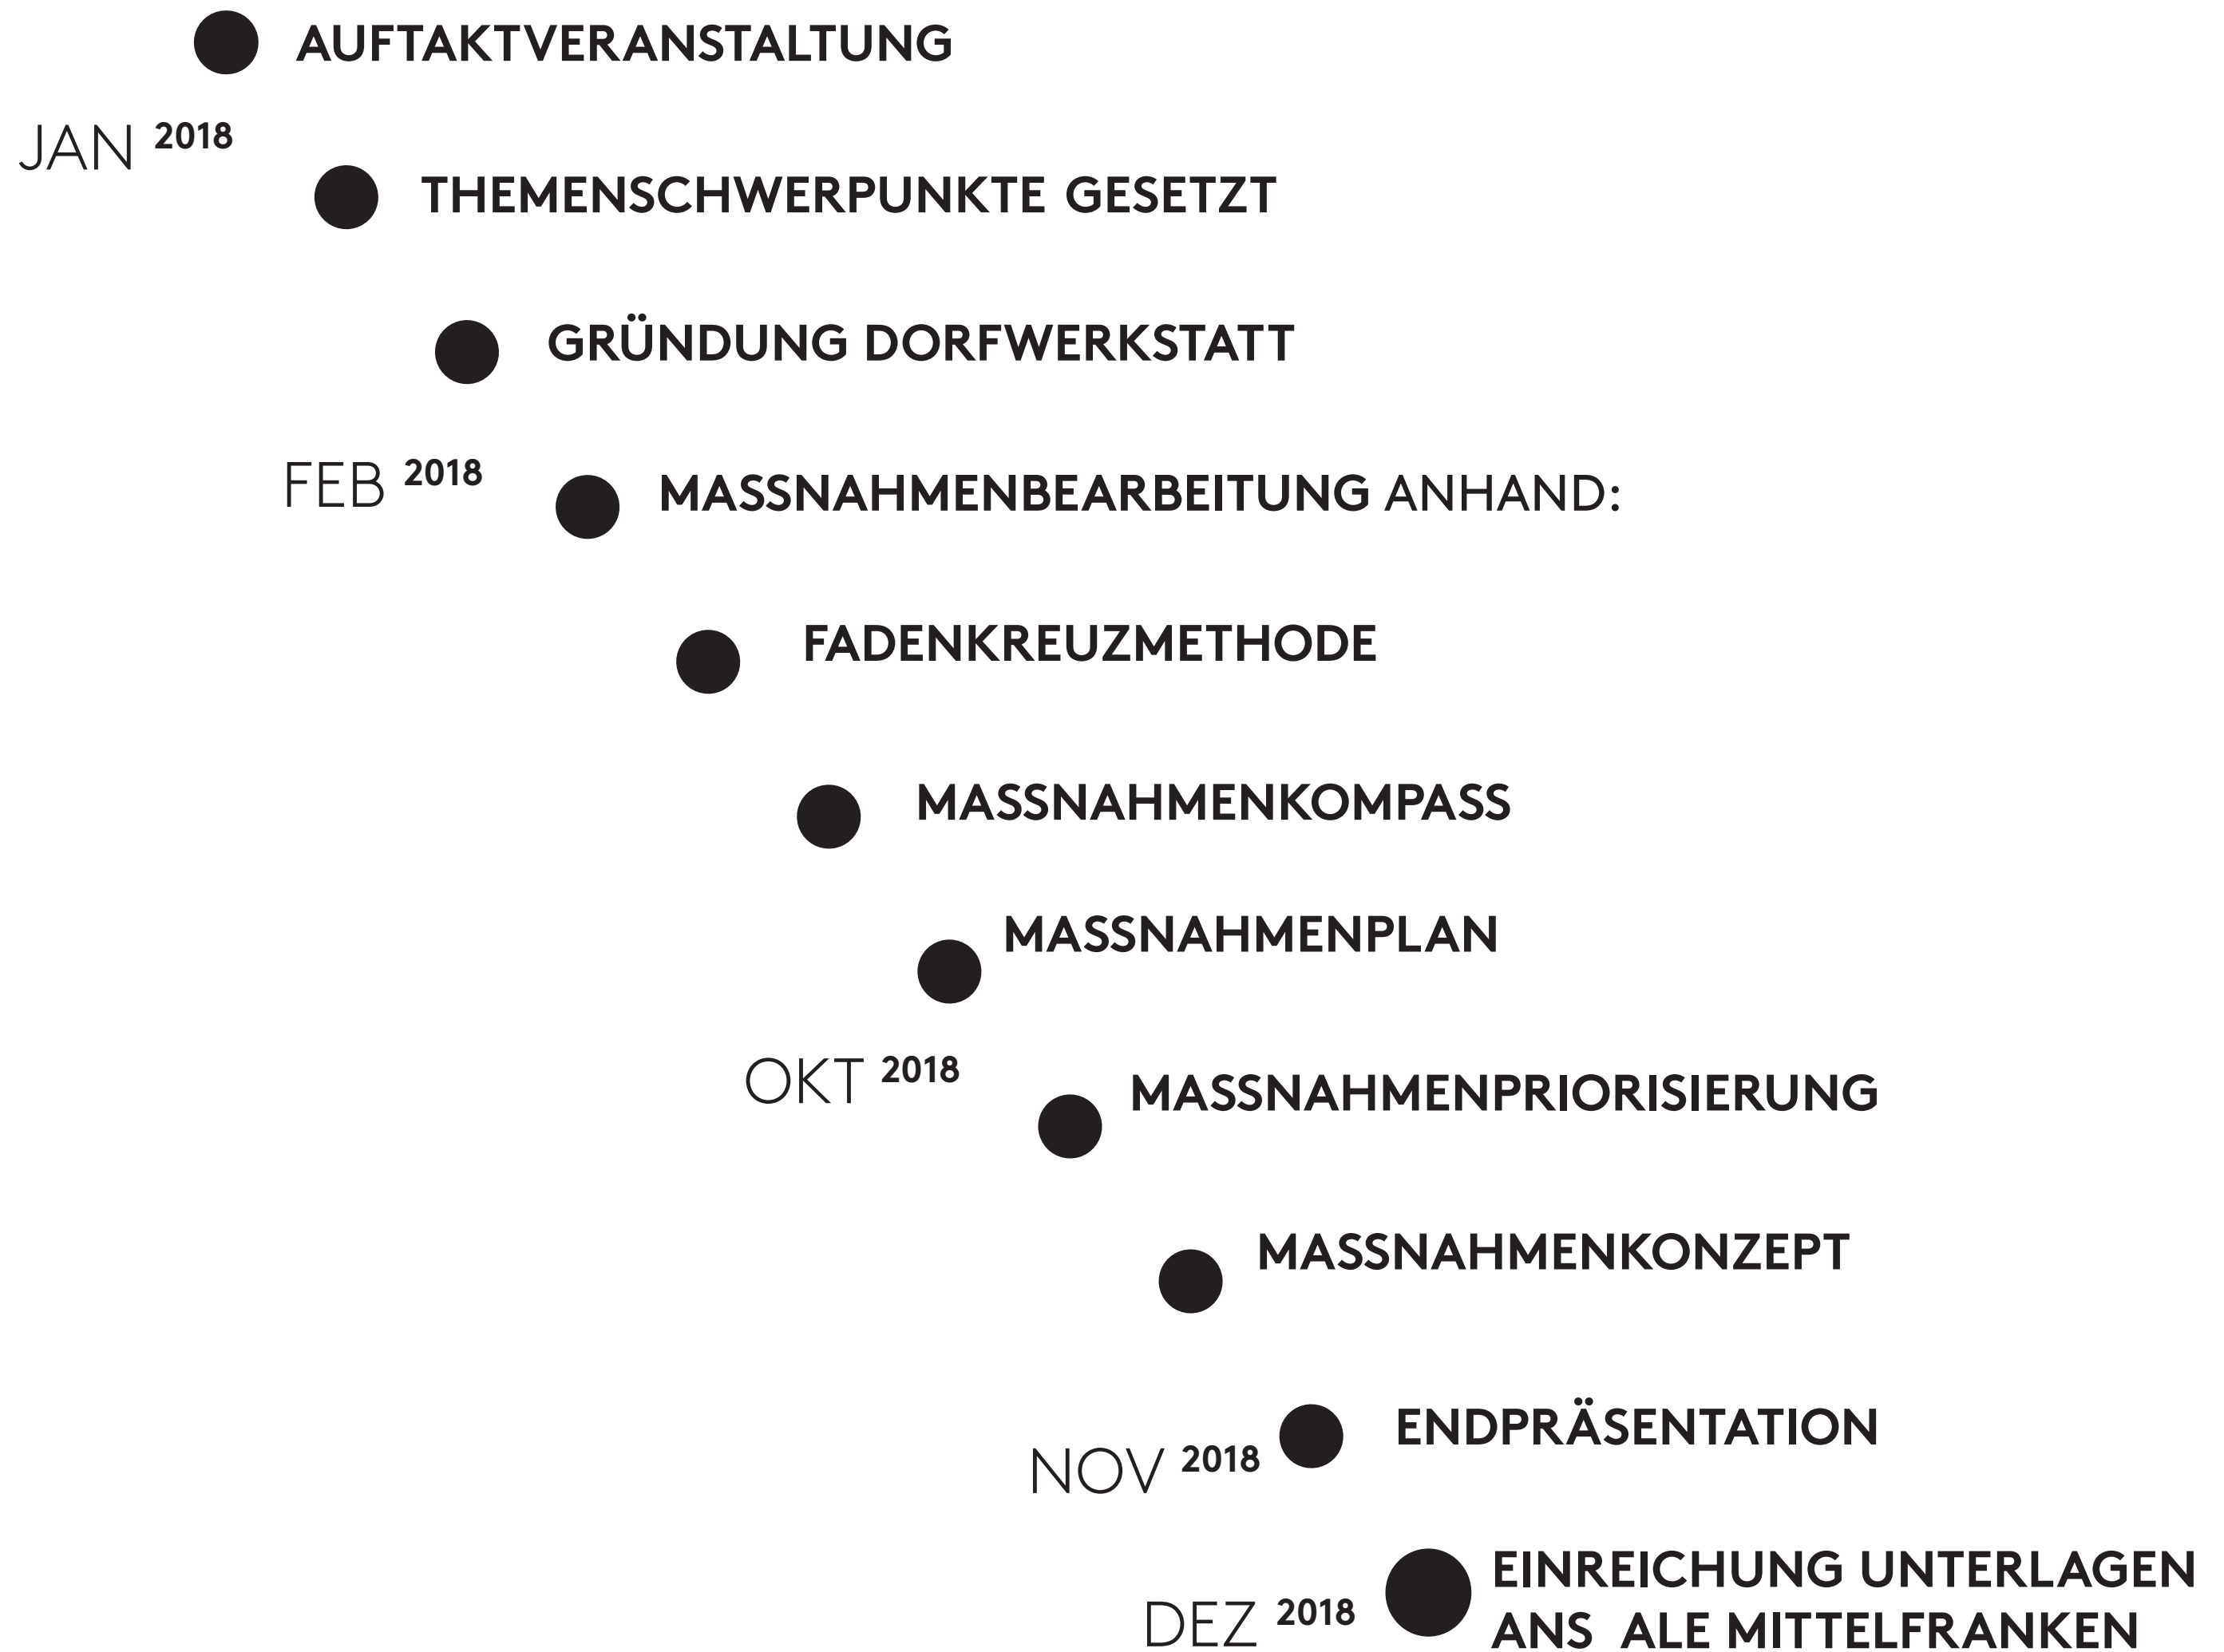 AUFTAKTVERANSTALTUNG
JAN 2018
THEMENSCHWERPUNKTE GESETZT
GRÜNDUNG DORFWERKSTATT
FEB 2018
MASSNAHMENBEARBEITUNG ANHAND:
FADENKREUZMETHODE
MASSNAHMENKOMPASS
MASSNAHMENPLAN
OKT 2018
MASSNAHMENPRIORISIERUNG
MASSNAHMENKONZEPT
ENDPRÄSENTATION
NOV 2018
EINREICHUNG UNTERLAGEN
DEZ 2018
ANS ALE MITTELFRANKEN